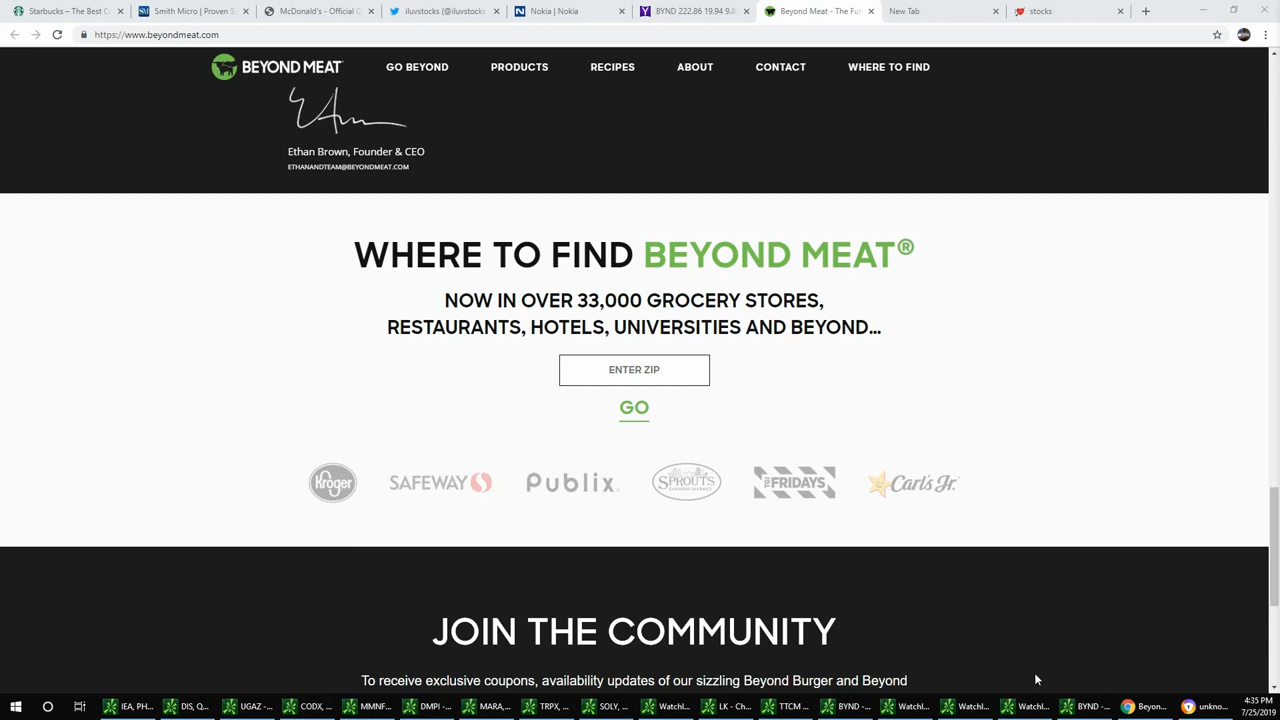 Starbucks – The Best Co
Smith Micro | Proven S
McDonald's - Official G
iluvstocks (@iluvstocks
Nokia | Nokia
BYND 222.86 19.94 9.8
Beyond Meat - The Fut
New Tab
stocks
https://www.beyondmeat.com
BEYOND MEAT
GO BEYOND
PRODUCTS
RECIPES
ABOUT
CONTACT
WHERE TO FIND
Ethan Brown, Founder & CEO
ETHANANDTEAM@BEYONDMEAT.COM
WHERE TO FIND BEYOND MEAT®
NOW IN OVER 33,000 GROCERY STORES,
RESTAURANTS, HOTELS, UNIVERSITIES AND BEYOND...
ENTER ZIP
GO
Kroger
SAFEWAY
Publix.
SPROUTS
FARMERS MARKET
TGI FRIDAYS
Carl's Jr.
JOIN THE COMMUNITY
To receive exclusive coupons, availability updates of our sizzling Beyond Burger and Beyond
IEA, PH...
DIS, Q...
UGAZ -...
CODX, ...
MMNF...
DMPI -...
MARA,...
TRPX, ...
SOLY, ...
Watchl...
LK - Ch...
TTCM ...
BYND -...
Watchl...
Watchl...
Watchl...
BYND -...
Beyon...
unkno...
4:35 PM
7/25/2019